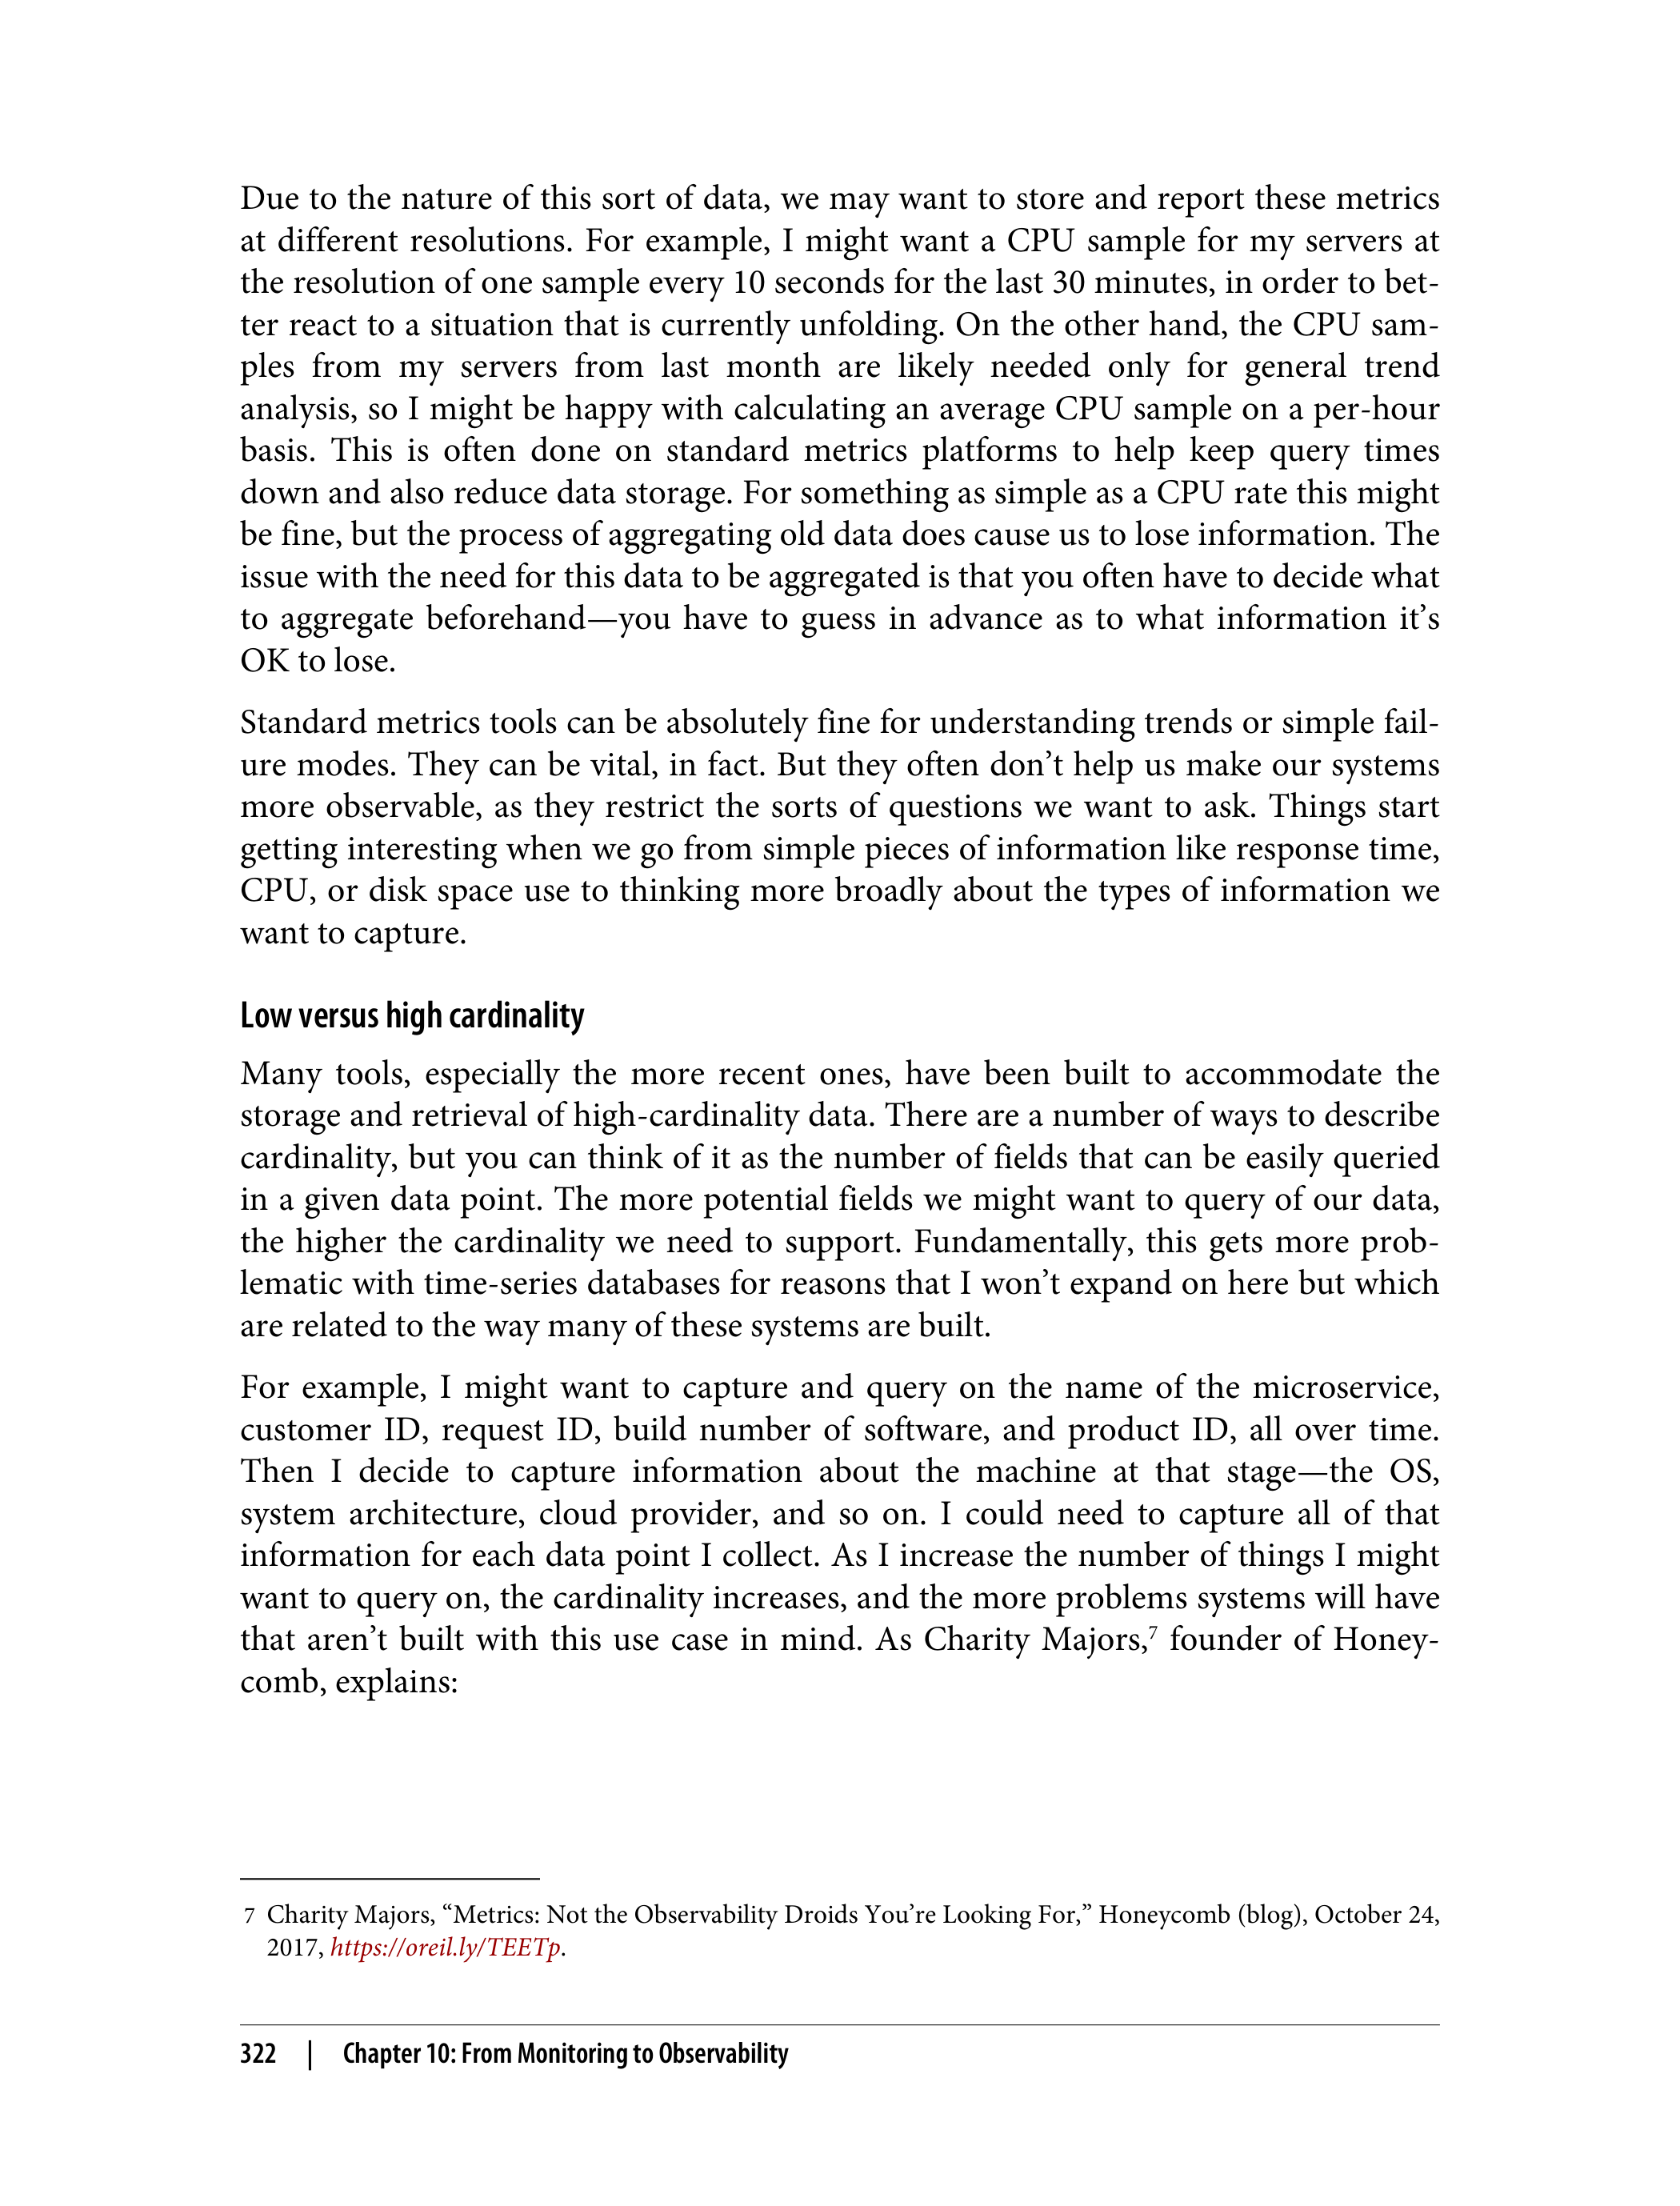 Due to the nature of this sort of data, we may want to store and report these metrics
at different resolutions. For example, I might want a CPU sample for my servers at
the resolution of one sample every 10 seconds for the last 30 minutes, in order to bet-
ter react to a situation that is currently unfolding. On the other hand, the CPU sam-
ples from my servers from last month are likely needed only for general trend
analysis, so I might be happy with calculating an average CPU sample on a per-hour
basis. This is often done on standard metrics platforms to help keep query times
down and also reduce data storage. For something as simple as a CPU rate this might
be fine, but the process of aggregating old data does cause us to lose information. The
issue with the need for this data to be aggregated is that you often have to decide what
to aggregate beforehand—you have to guess in advance as to what information it’s
OK to lose.
Standard metrics tools can be absolutely fine for understanding trends or simple fail-
ure modes. They can be vital, in fact. But they often don’t help us make our systems
more observable, as they restrict the sorts of questions we want to ask. Things start
getting interesting when we go from simple pieces of information like response time,
CPU, or disk space use to thinking more broadly about the types of information we
want to capture.
Low versus high cardinality
Many tools, especially the more recent ones, have been built to accommodate the
storage and retrieval of high-cardinality data. There are a number of ways to describe
cardinality, but you can think of it as the number of fields that can be easily queried
in a given data point. The more potential fields we might want to query of our data,
the higher the cardinality we need to support. Fundamentally, this gets more prob-
lematic with time-series databases for reasons that I won’t expand on here but which
are related to the way many of these systems are built.
For example, I might want to capture and query on the name of the microservice,
customer ID, request ID, build number of software, and product ID, all over time.
Then I decide to capture information about the machine at that stage—the OS,
system architecture, cloud provider, and so on. I could need to capture all of that
information for each data point I collect. As I increase the number of things I might
want to query on, the cardinality increases, and the more problems systems will have
that aren’t built with this use case in mind. As Charity Majors,7 founder of Honey-
comb, explains:
7 Charity Majors, “Metrics: Not the Observability Droids You’re Looking For,” Honeycomb (blog), October 24,
2017, https://oreil.ly/TEETp.
322 | Chapter 10: From Monitoring to Observability